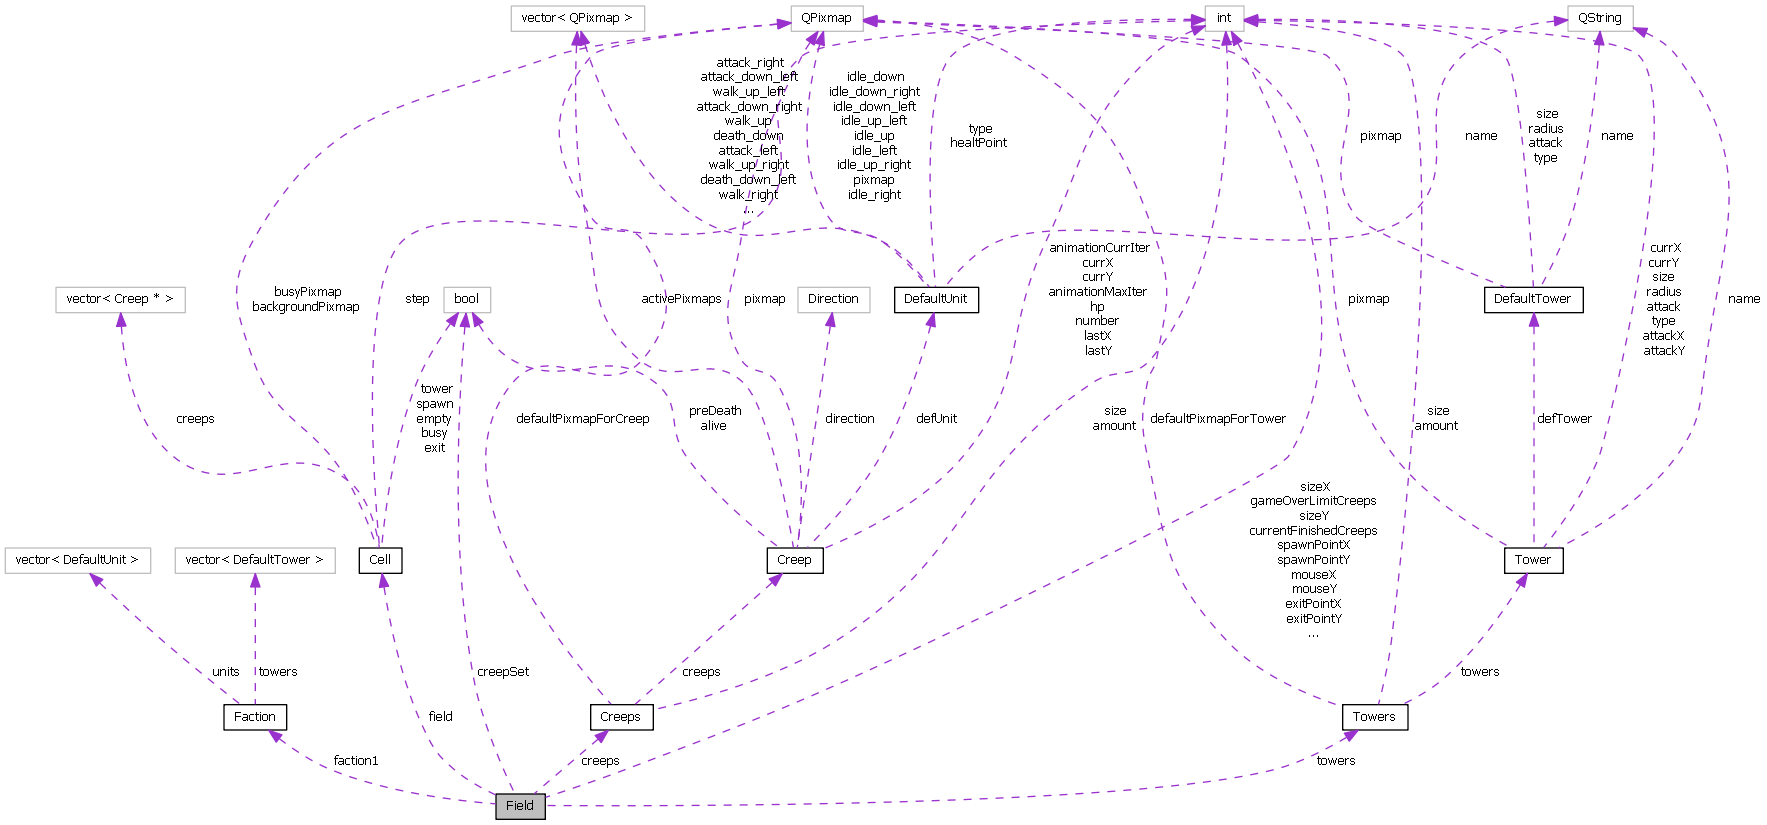 vector< QPixmap >
QPixmap
int
QString
attack_right
attack_down_left
walk_up_left
attack_down_right
walk_up
death_down
attack_left
walk_up_right
death_down_left
walk_right
...
idle_down
idle_down_right
idle_down_left
idle_up_left
idle_up
idle_left
idle_up_right
pixmap
idle_right
type
healtPoint
pixmap
name
size
radius
attack
type
name
vector< Creep * >
busyPixmap
backgroundPixmap
step
bool
activePixmaps
pixmap
Direction
DefaultUnit
animationCurrIter
currX
currY
animationMaxIter
hp
number
lastX
lastY
pixmap
DefaultTower
currX
currY
size
radius
attack
type
attackX
attackY
name
creeps
tower
spawn
empty
busy
exit
defaultPixmapForCreep
preDeath
alive
direction
defUnit
size
amount
defaultPixmapForTower
size
amount
defTower
vector< DefaultUnit >
vector< DefaultTower >
Cell
Creep
sizeX
gameOverLimitCreeps
sizeY
currentFinishedCreeps
spawnPointX
spawnPointY
mouseX
mouseY
exitPointX
exitPointY
...
Tower
units
towers
creepSet
creeps
towers
Faction
field
Creeps
Towers
faction1
creeps
towers
Field